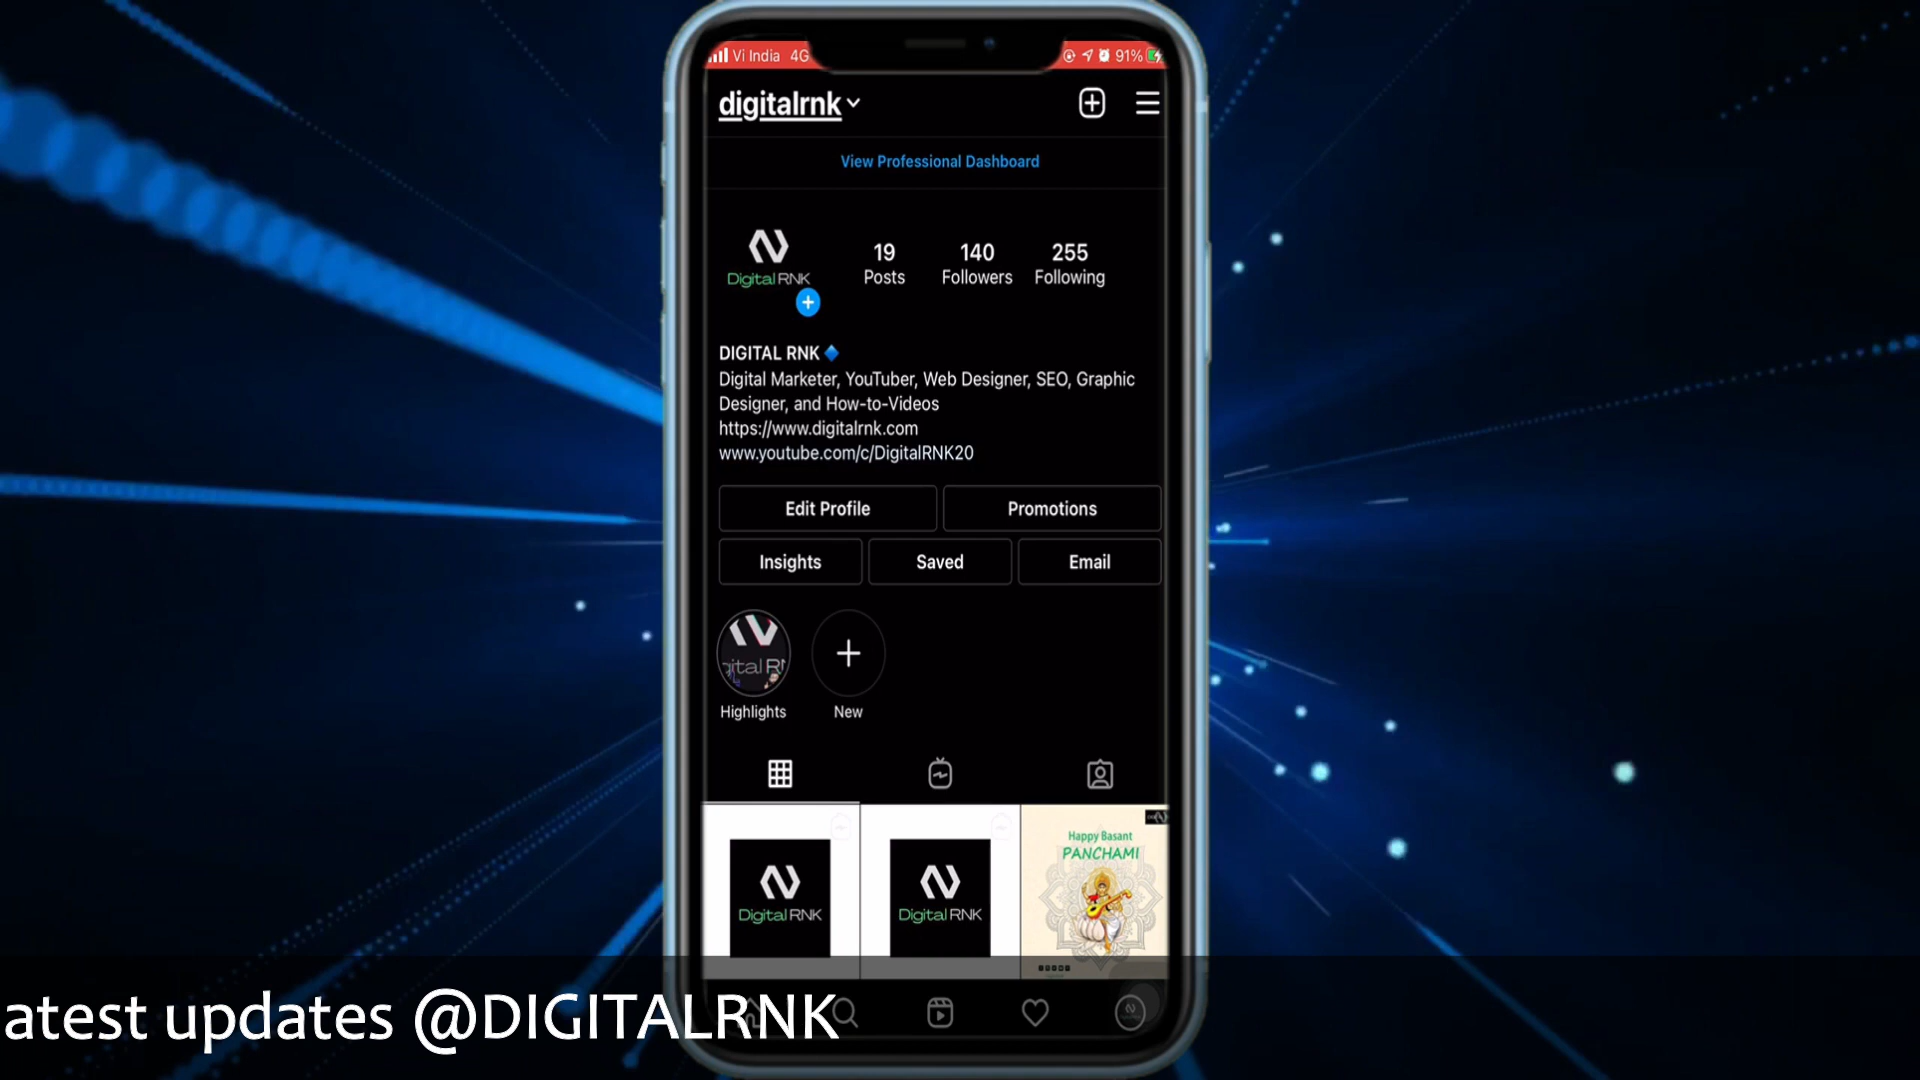 Vi India 4G
91%
digitalrnk
View Professional Dashboard
Digital RNK
19
Posts
140
Followers
255
Following
DIGITAL RNK
Digital Marketer, YouTuber, Web Designer, SEO, Graphic
Designer, and How-to-Videos
https://www.digitalrnk.com
www.youtube.com/c/DigitalRNK20
Edit Profile
Promotions
Insights
Saved
Email
gital RN
Highlights
New
Digital RNK
Digital RNK
Happy Basant
PANCHAMI
atest updates @DIGITALRNK